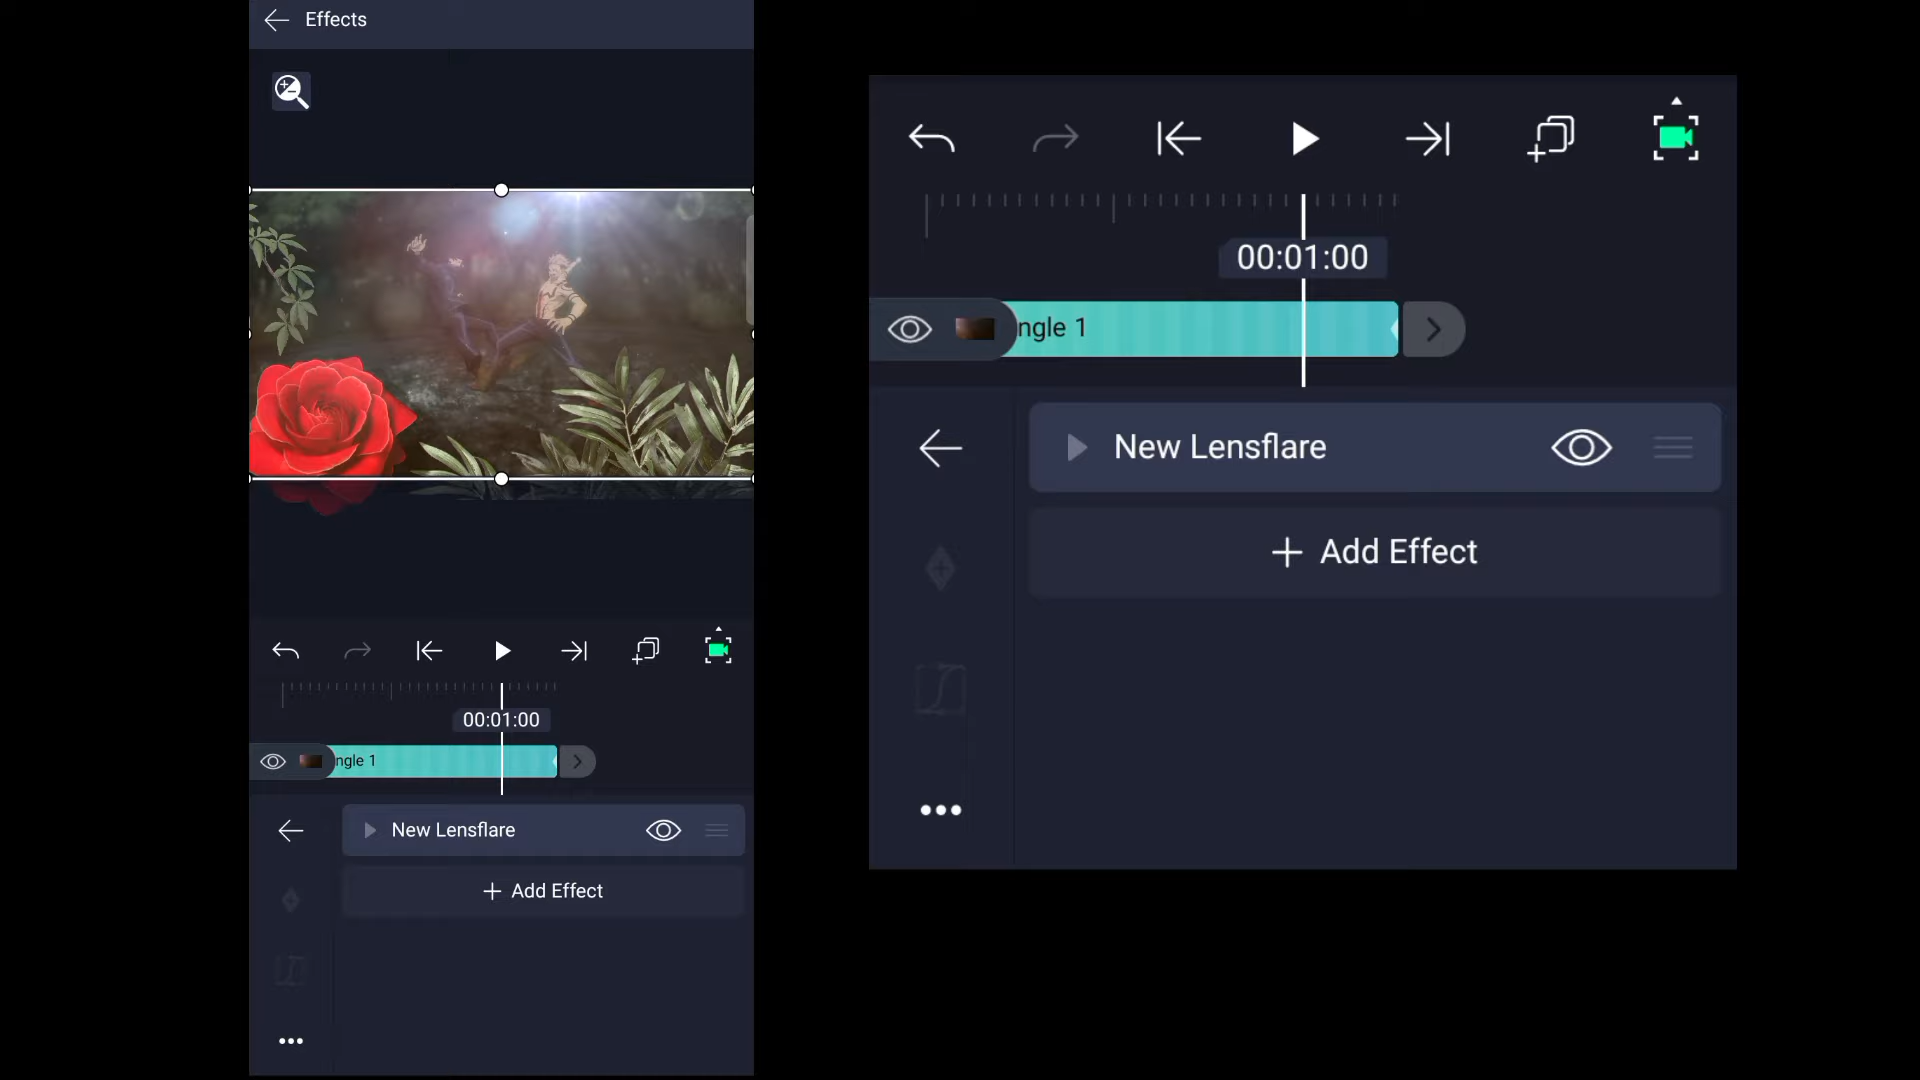 Effects
00:01:00
ngle 1
New Lensflare
+ Add Effect
00:01:00
ngle 1
New Lensflare
+ Add Effect